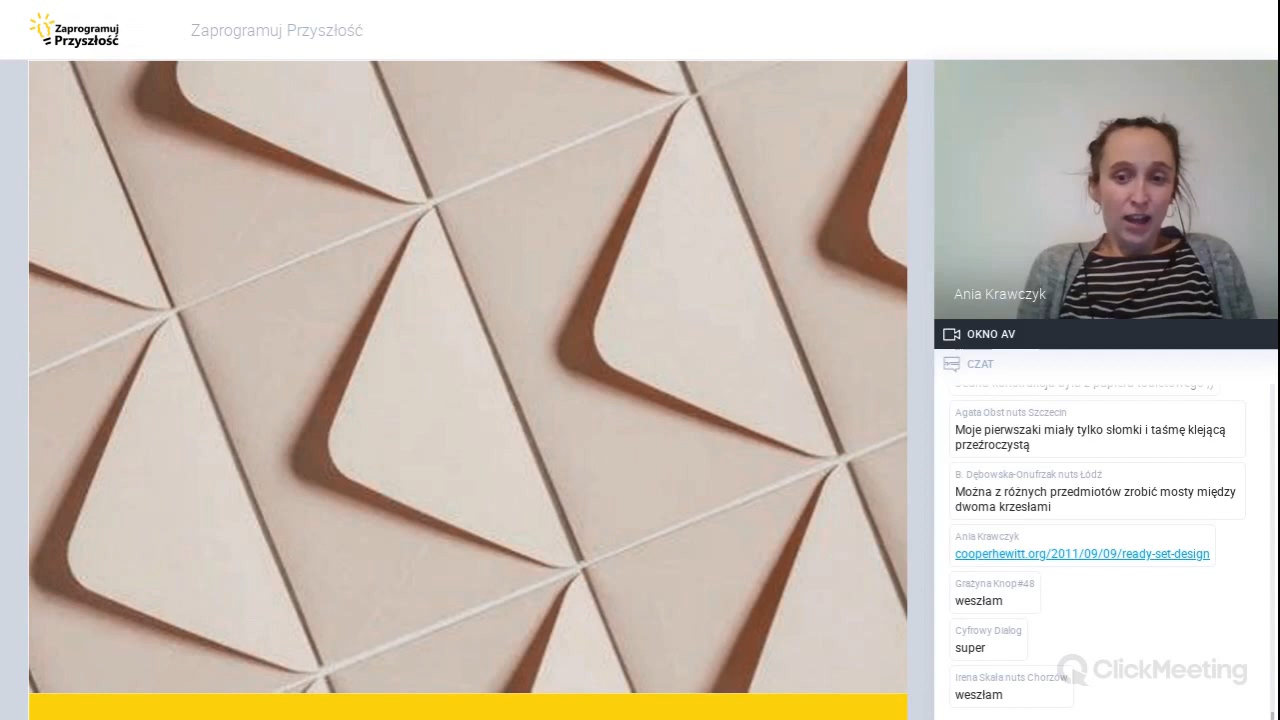 Zaprogramuj
Przyszłość
Zaprogramuj Przyszłość
Ania Krawczyk
OKNO AV
CZAT
Agata Obst nuts Szczecin
Moje pierwszaki miały tylko słomki i taśmę klejącą
przeźroczystą
B. Dębowska-Onufrzak nuts Łódź
Można z różnych przedmiotów zrobić mosty między
dwoma krzesłami
Ania Krawczyk
cooperhewitt.org/2011/09/09/ready-set-design
Grażyna Knop#48
weszłam
Cyfrowy Dialog
super
Irena Skała nuts Chorzów
weszłam
ClickMeeting